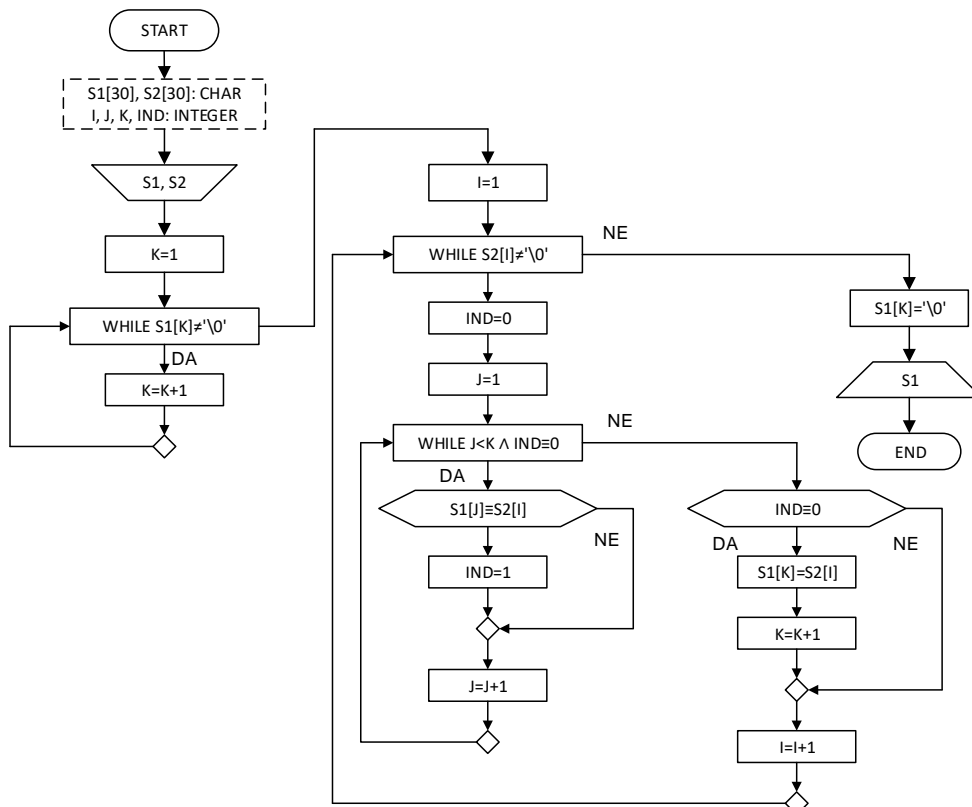 START
S1[30], S2[30]: CHAR
I, J, K, IND: INTEGER
S1, S2
K=1
WHILE S1[K]≠'\0'
DA
K=K+1
I=1
WHILE S2[I]≠'\0'
NE
IND=0
J=1
WHILE J<K ∧ IND≡0
NE
DA
S1[J]≡S2[I]
NE
IND=1
J=J+1
IND≡0
DA
NE
S1[K]=S2[I]
K=K+1
I=I+1
S1[K]='\0'
S1
END